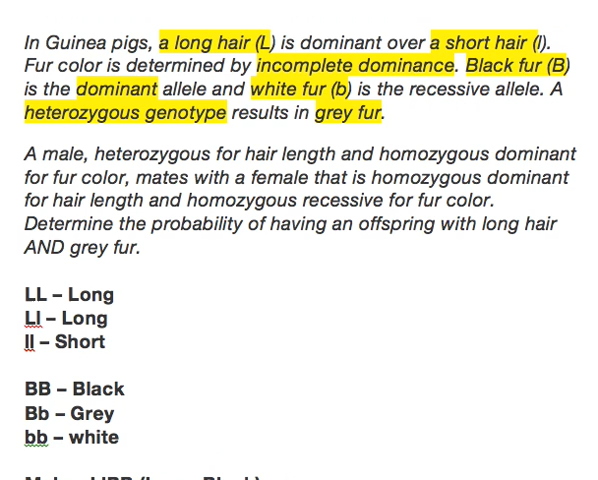 In Guinea pigs, a long hair (L) is dominant over a short hair (l).
Fur color is determined by incomplete dominance. Black fur (B)
is the dominant allele and white fur (b) is the recessive allele. A
heterozygous genotype results in grey fur.
A male, heterozygous for hair length and homozygous dominant
for fur color, mates with a female that is homozygous dominant
for hair length and homozygous recessive for fur color.
Determine the probability of having an offspring with long hair
AND grey fur.
LL – Long
Ll – Long
ll – Short
BB – Black
Bb – Grey
bb – white